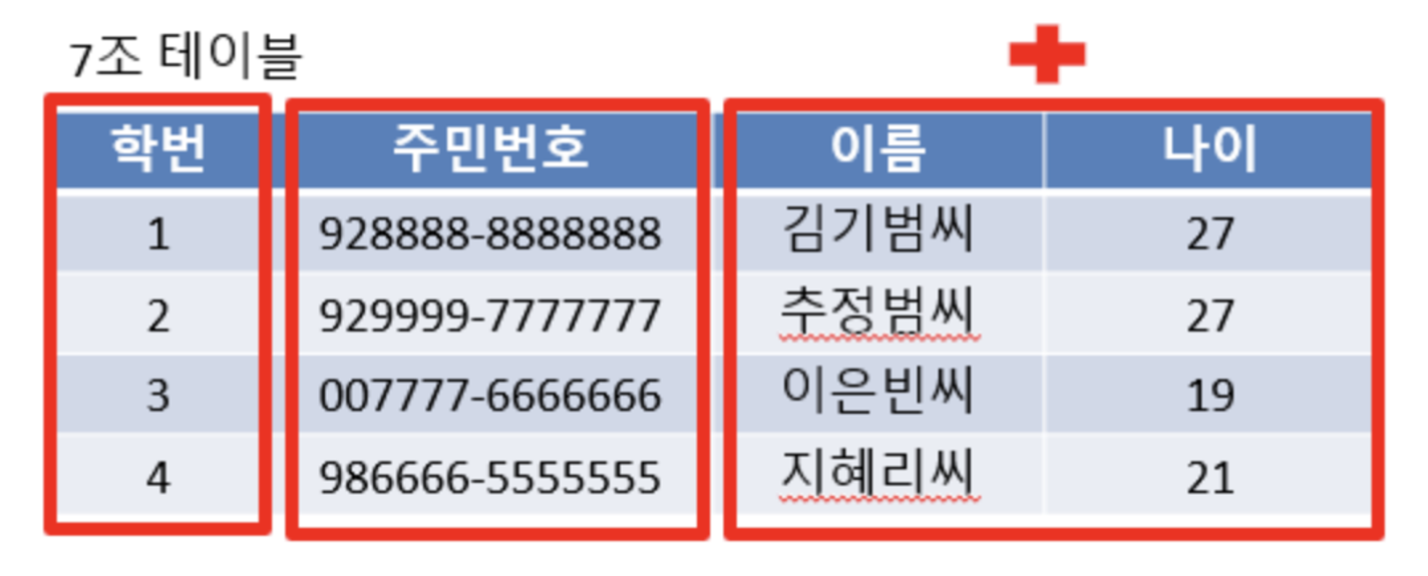 7조 테이블
학번 주민번호 이름 나이
1 928888-8888888 김기범씨 27
2 929999-7777777 추정범씨 27
3 007777-6666666 이은빈씨 19
4 986666-5555555 지혜리씨 21